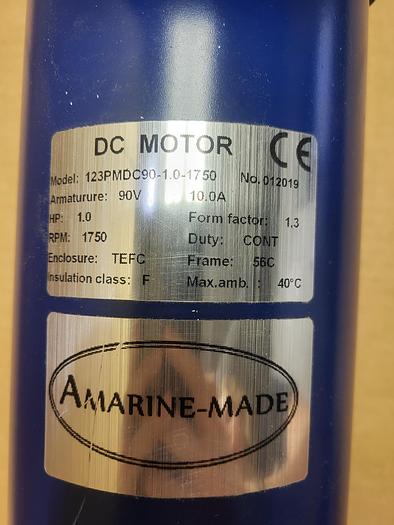 DC MOTOR CE
Model: 123PMDC90-1.0-1750 No. 012019
Armaturure: 90V 10.0A
HP: 1.0 Form factor: 1,3
RPM: 1750 Duty: CONT
Enclosure: TEFC Frame: 56C
Insulation class: F Max.amb. : 40°C
AMARINE-MADE